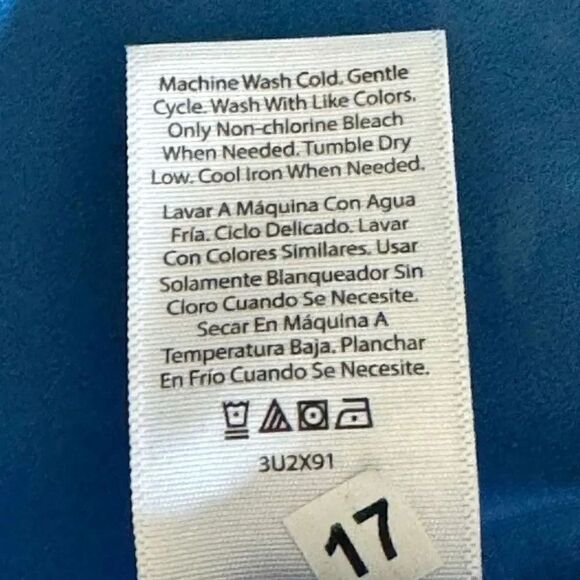 Machine Wash Cold. Gentle
Cycle. Wash With Like Colors.
Only Non-chlorine Bleach
When Needed. Tumble Dry
Low. Cool Iron When Needed.
Lavar A Máquina Con Agua
Fría. Ciclo Delicado. Lavar
Con Colores Similares. Usar
Solamente Blanqueador Sin
Cloro Cuando Se Necesite.
Secar En Máquina A
Temperatura Baja. Planchar
En Frío Cuando Se Necesite.
3U2X91
17